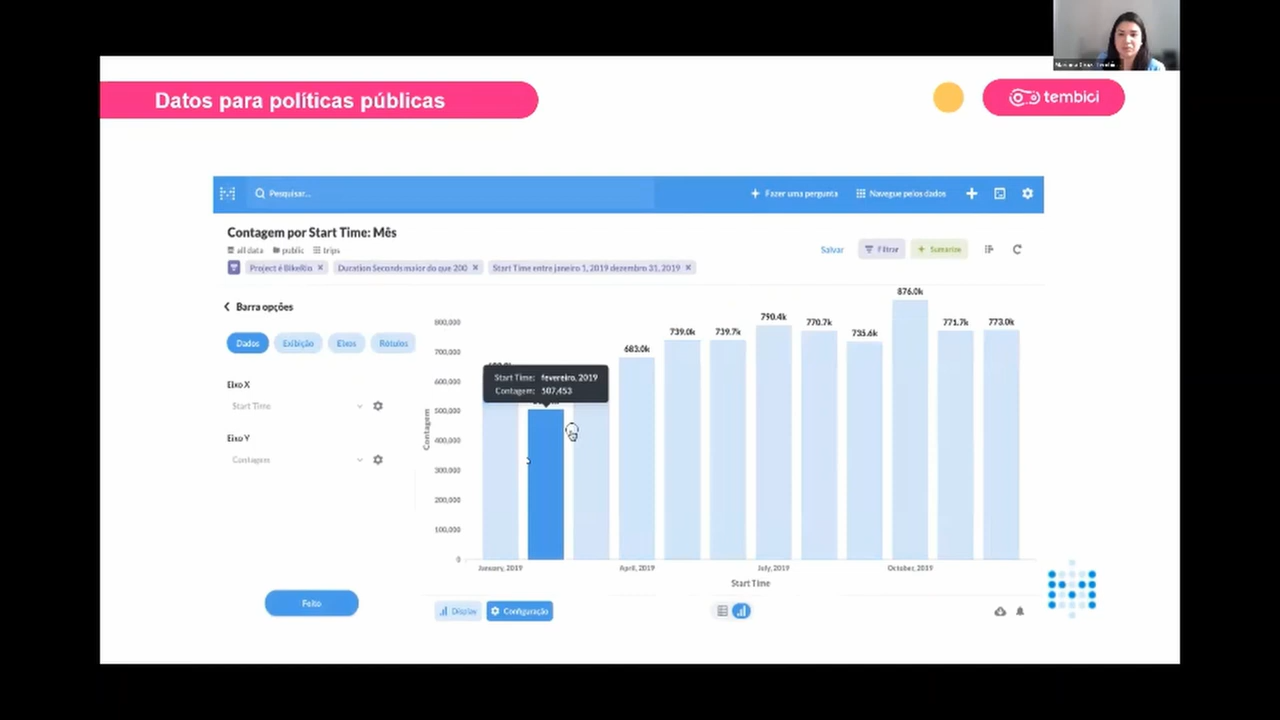 Datos para políticas públicas
tembici
Pesquisar...
Fazer uma pergunta
Navegue pelos dados
Contagem por Start Time: Mês
all data public trips
Salvar
Filtrar
Sumarize
Project é BikeRio × Duration Seconds maior do que 200 × Start Time entre janeiro 1, 2019 dezembro 31, 2019 ×
Barra opções
Dados Exibição Eixos Rótulos
Eixo X
Start Time
Eixo Y
Contagem
Feito
Contagem
800,000
700,000
600,000
500,000
400,000
300,000
200,000
100,000
0
Start Time: fevereiro, 2019
Contagem: 507,453
683.0k
739.0k
739.7k
790.4k
770.7k
735.6k
876.0k
771.7k
773.0k
January, 2019
April, 2019
July, 2019
October, 2019
Start Time
Display
Configuração